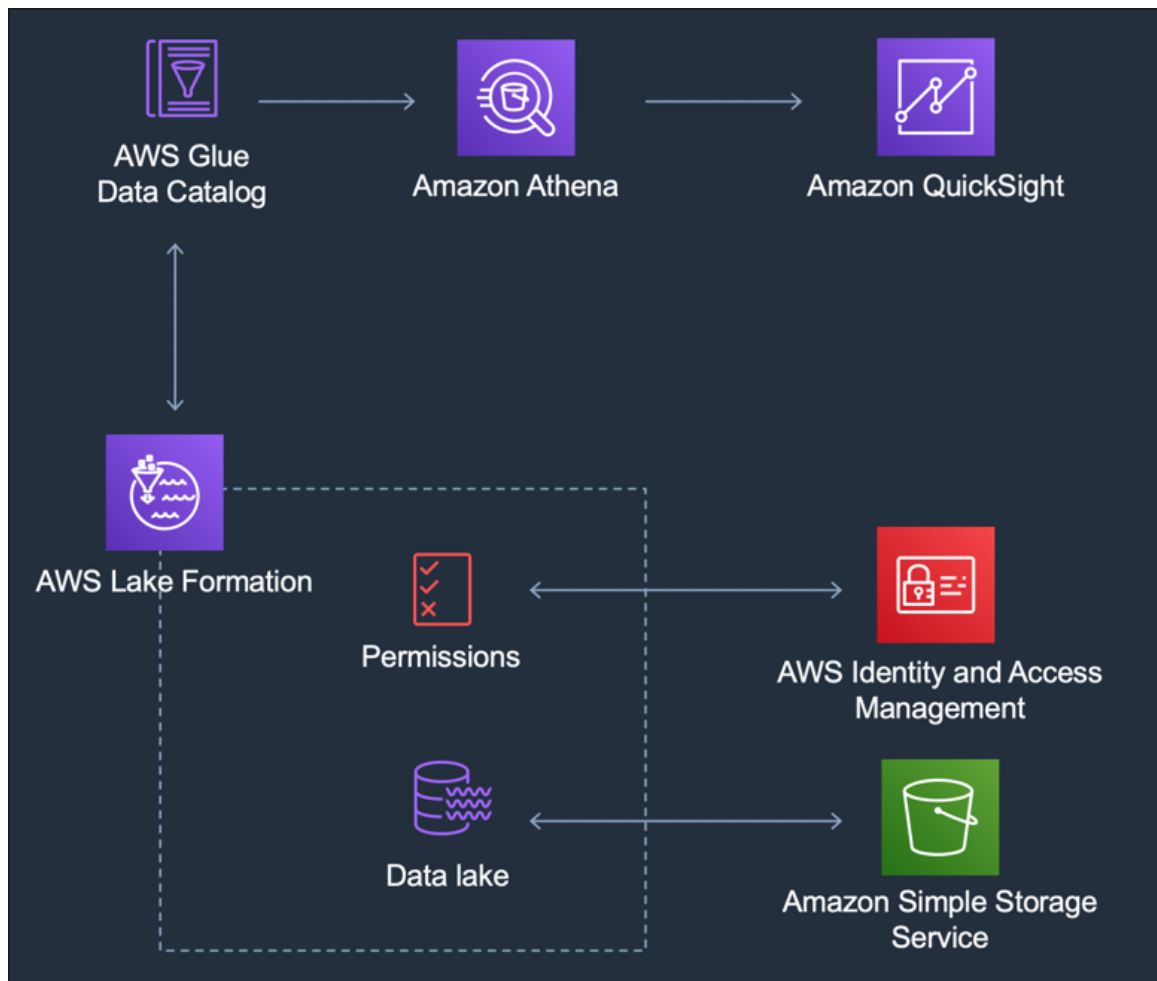 AWS Glue
Data Catalog
Amazon Athena
Amazon QuickSight
AWS Lake Formation
Permissions
AWS Identity and Access
Management
Data lake
Amazon Simple Storage
Service